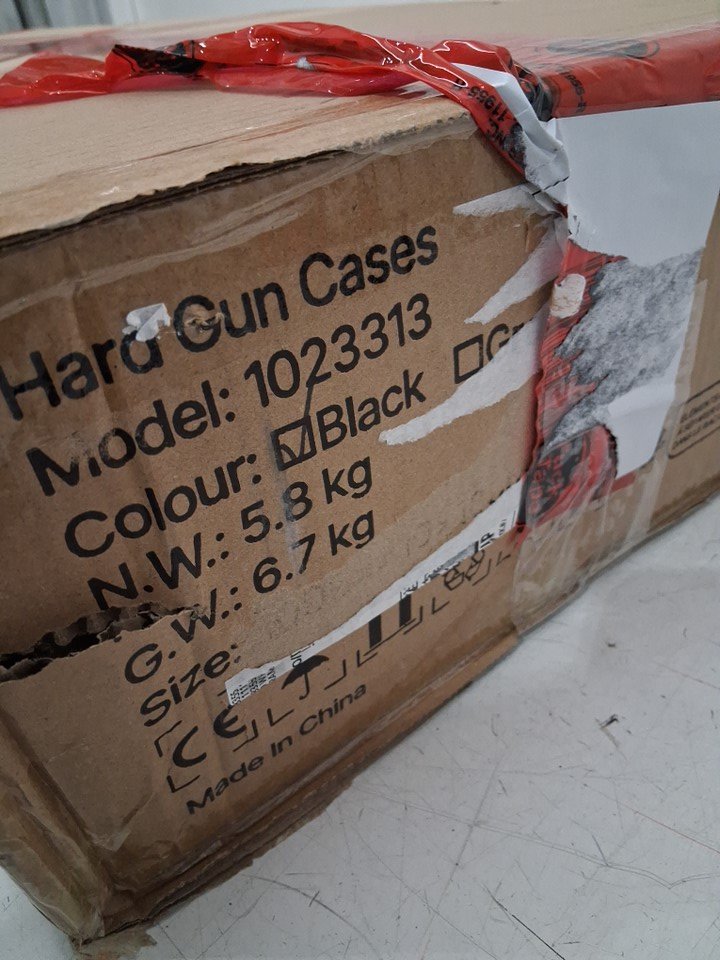 Hard Gun Cases
Model: 1023313
Colour: Black
N.W.: 5.8 kg
G.W.: 6.7 kg
Size:
CE
Made In China